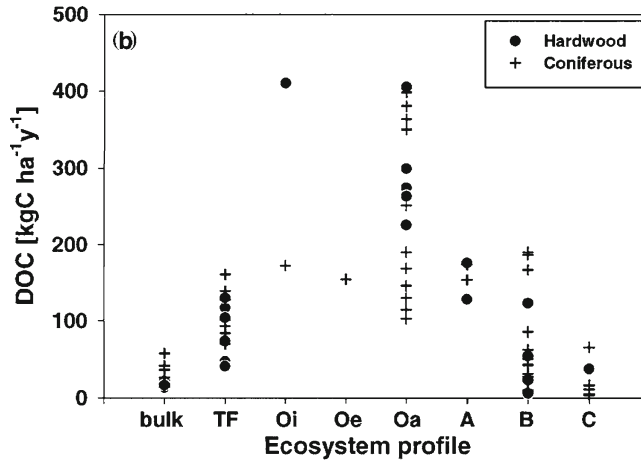 (b)
Hardwood
Coniferous
DOC [kgC ha⁻¹y⁻¹]
500
400
300
200
100
0
bulk TF Oi Oe Oa A B C
Ecosystem profile